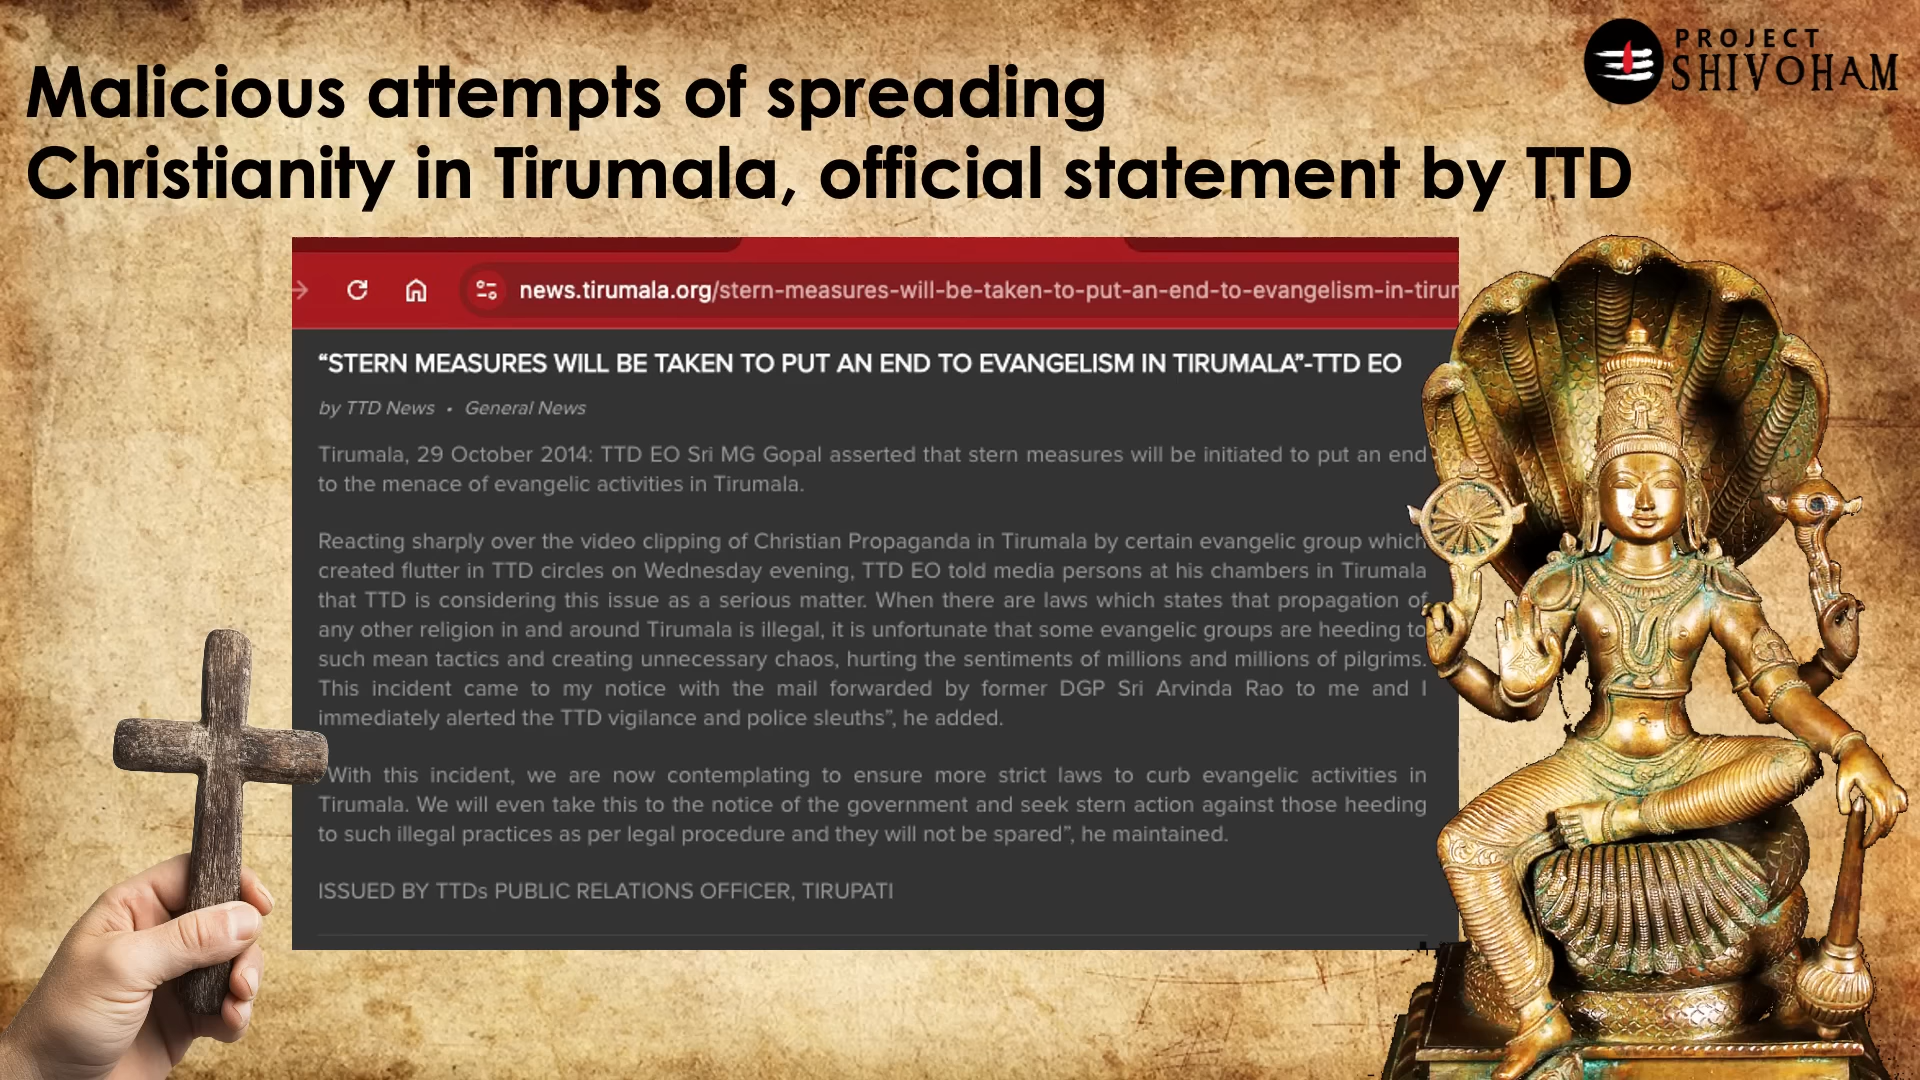 PROJECT
SHIVOHAM
Malicious attempts of spreading
Christianity in Tirumala, official statement by TTD
news.tirumala.org/stern-measures-will-be-taken-to-put-an-end-to-evangelism-in-tirum
“STERN MEASURES WILL BE TAKEN TO PUT AN END TO EVANGELISM IN TIRUMALA”-TTD EO
by TTD News • General News
Tirumala, 29 October 2014: TTD EO Sri MG Gopal asserted that stern measures will be initiated to put an end
to the menace of evangelic activities in Tirumala.
Reacting sharply over the video clipping of Christian Propaganda in Tirumala by certain evangelic group which
created flutter in TTD circles on Wednesday evening, TTD EO told media persons at his chambers in Tirumala
that TTD is considering this issue as a serious matter. When there are laws which states that propagation of
any other religion in and around Tirumala is illegal, it is unfortunate that some evangelic groups are heeding to
such mean tactics and creating unnecessary chaos, hurting the sentiments of millions and millions of pilgrims.
This incident came to my notice with the mail forwarded by former DGP Sri Arvinda Rao to me and I
immediately alerted the TTD vigilance and police sleuths”, he added.
“With this incident, we are now contemplating to ensure more strict laws to curb evangelic activities in
Tirumala. We will even take this to the notice of the government and seek stern action against those heeding
to such illegal practices as per legal procedure and they will not be spared”, he maintained.
ISSUED BY TTDs PUBLIC RELATIONS OFFICER, TIRUPATI